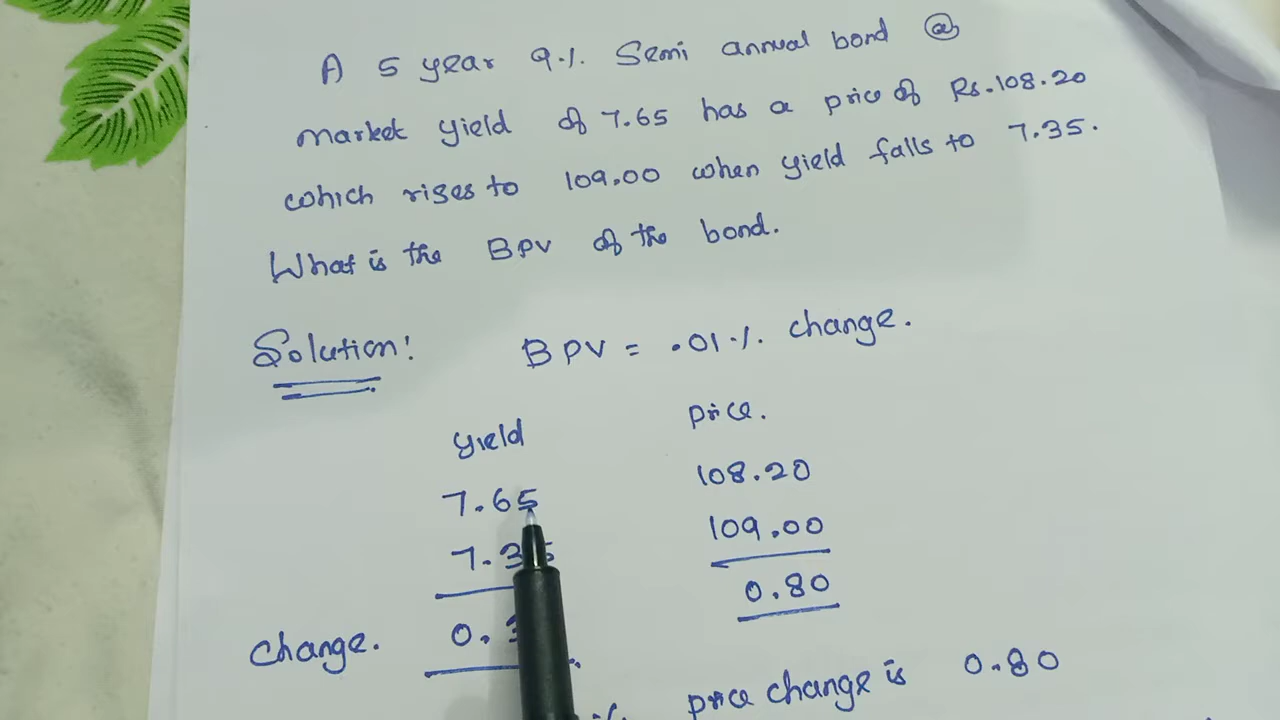 A 5 year 9.%. Semi annual bond @
market yield of 7.65 has a price of Rs.108.20
which rises to 109.00 when yield falls to 7.35.
What is the BPV of the bond.
Solution:
BPV = .01% change.
yield price.
7.65 108.20
7.35 109.00
Change. 0.80
price change is 0.80